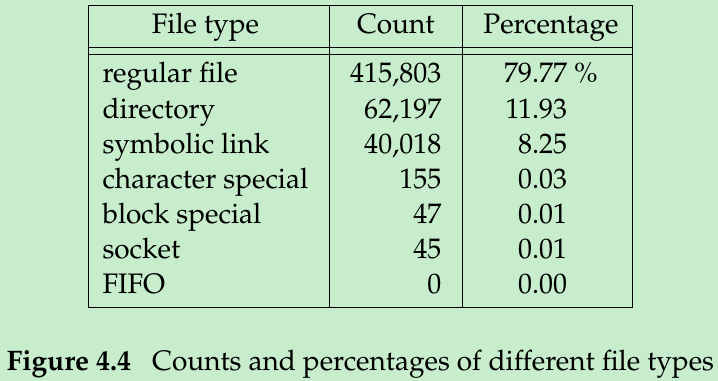 File type Count Percentage
regular file 415,803 79.77 %
directory 62,197 11.93
symbolic link 40,018 8.25
character special 155 0.03
block special 47 0.01
socket 45 0.01
FIFO 0 0.00
Figure 4.4 Counts and percentages of different file types